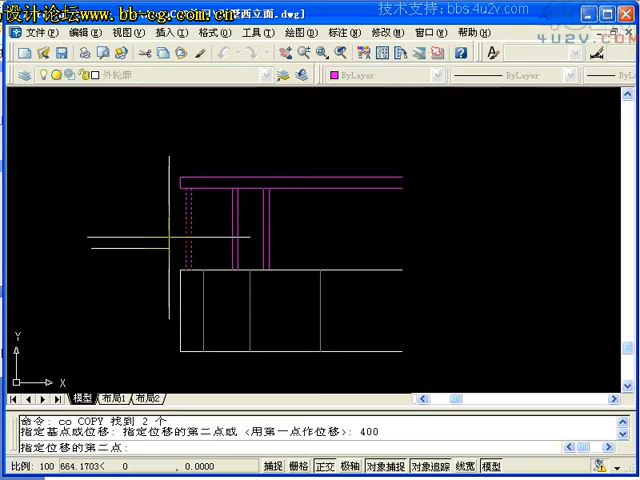 设计论坛www.bb-cg.com.cn
西立面.dwg]
技术支持:bbs.4u2v.com
4U2V.COM
文件(F) 编辑(E) 视图(V) 插入(I) 格式(O) 工具(T) 绘图(D) 标注(N) 修改(M) 窗口(W) 帮助(H)
外轮廓
ByLayer
ByLayer
ByLay
Y
X
模型 布局1 布局2
命令: co COPY 找到 2 个
指定基点或位移: 指定位移的第二点或 <用第一点作位移>: 400
指定位移的第二点:
比例: 100 664.1703< 0 , 0.0000 捕捉 栅格 正交 极轴 对象捕捉 对象追踪 线宽 模型